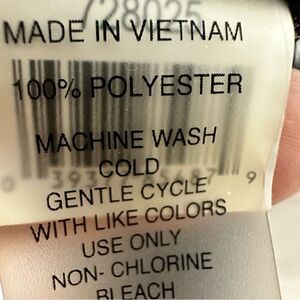 /28025
MADE IN VIETNAM
100% POLYESTER
MACHINE WASH
COLD
GENTLE CYCLE
WITH LIKE COLORS
USE ONLY
NON- CHLORINE
BLEACH